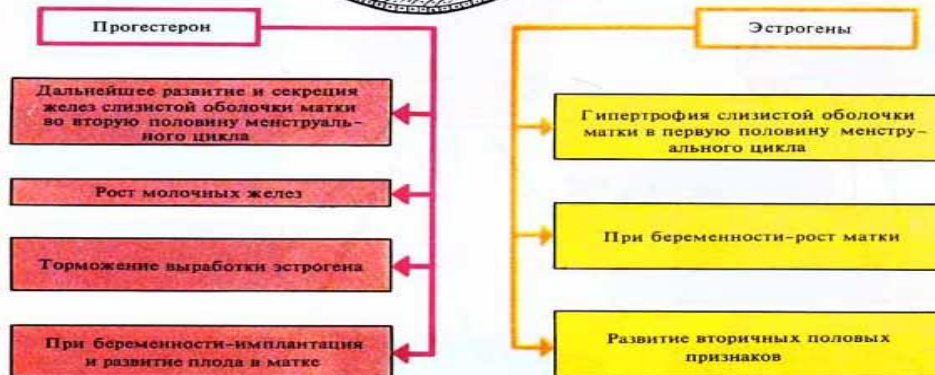 Прогестерон
Дальнейшее развитие и секреция
желез слизистой оболочки матки
во вторую половину менструаль-
ного цикла
Рост молочных желез
Торможение выработки эстрогена
При беременности-имплантация
и развитие плода в матке
Эстрогены
Гипертрофия слизистой оболочки
матки в первую половину менстру-
ального цикла
При беременности-рост матки
Развитие вторичных половых
признаков